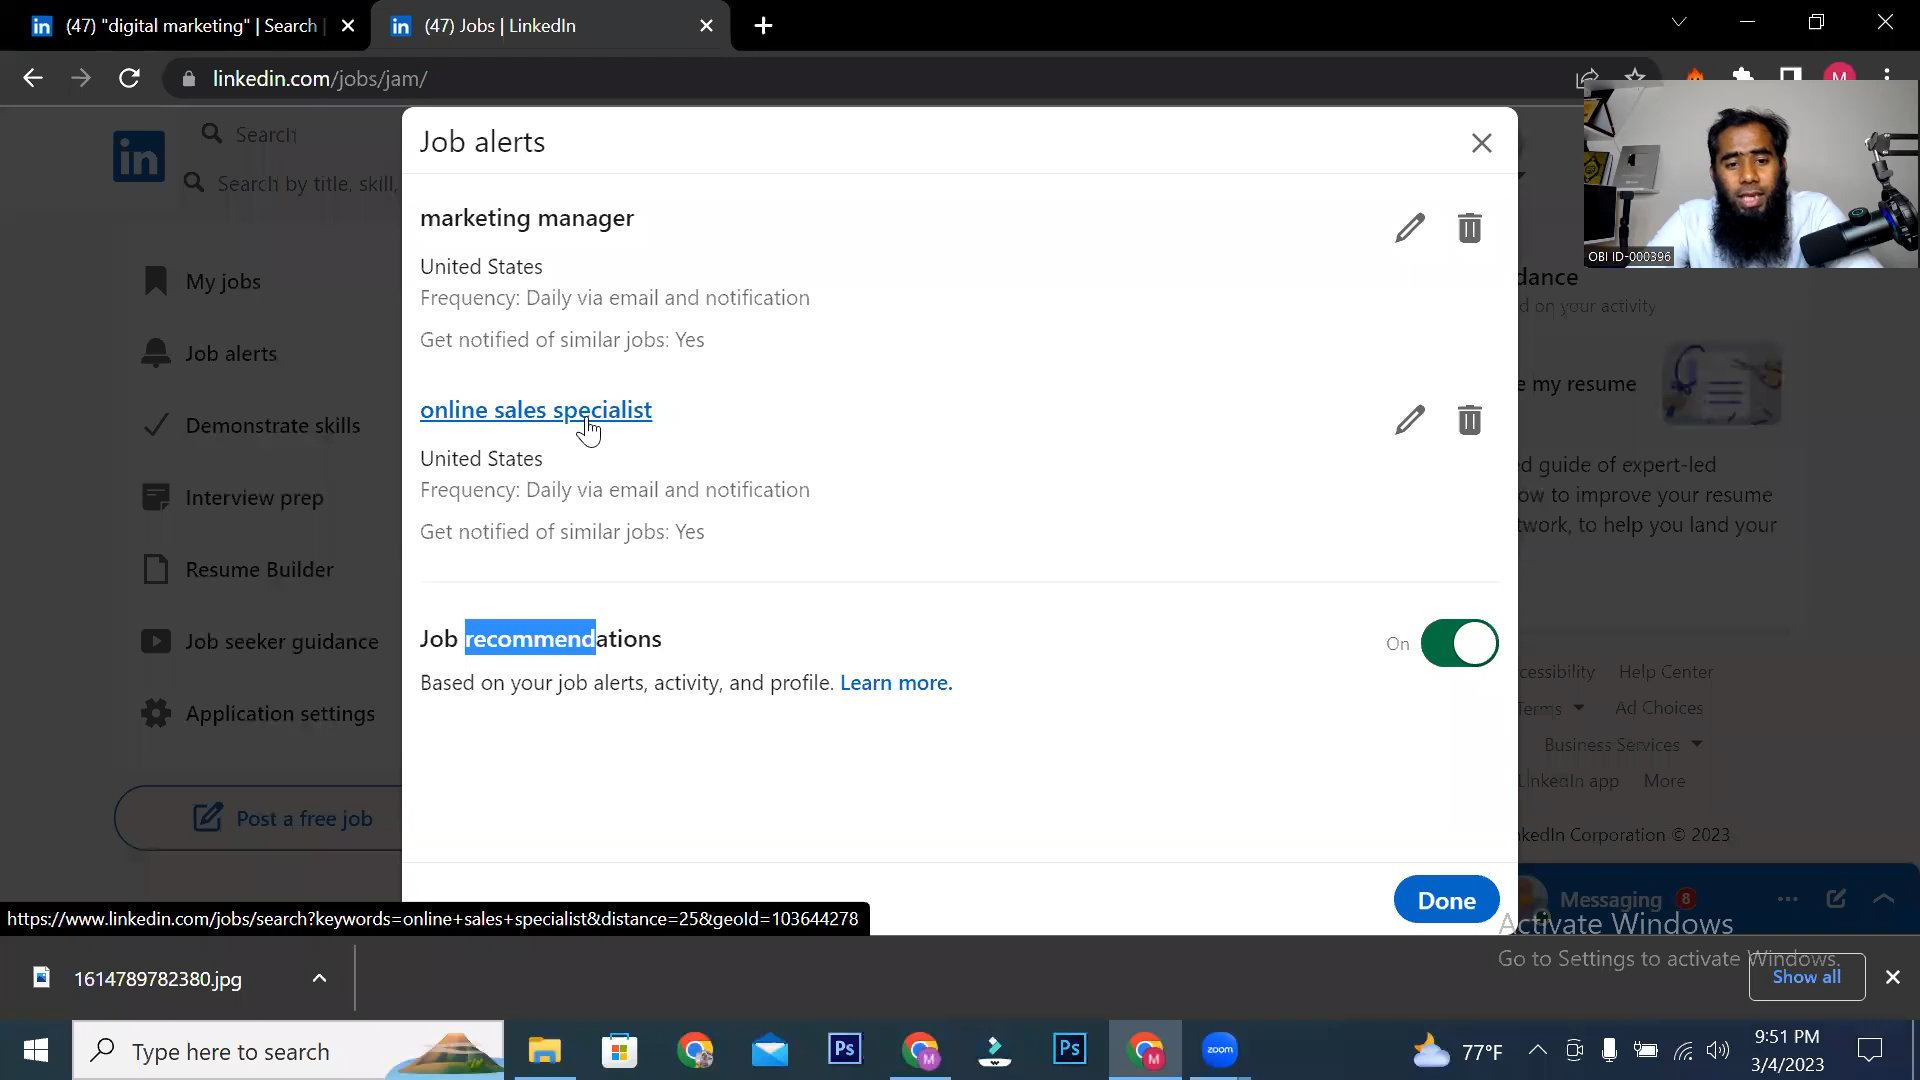 (47) "digital marketing" | Search
(47) Jobs | LinkedIn
linkedin.com/jobs/jam/
M
in
Search
Search by title, skill,
My jobs
Job alerts
Demonstrate skills
Interview prep
Resume Builder
Job seeker guidance
Application settings
Post a free job
Job alerts
marketing manager
United States
Frequency: Daily via email and notification
Get notified of similar jobs: Yes
online sales specialist
United States
Frequency: Daily via email and notification
Get notified of similar jobs: Yes
Job recommendations
On
Based on your job alerts, activity, and profile. Learn more.
Done
OBI ID-000396
dance
d on your activity
e my resume
d guide of expert-led
ow to improve your resume
twork, to help you land your
cessibility Help Center
Terms Ad Choices
Business Services
LinkedIn app More
nkedIn Corporation © 2023
Messaging 8
Activate Windows
Go to Settings to activate Windows.
https://www.linkedin.com/jobs/search?keywords=online+sales+specialist&distance=25&geoId=103644278
1614789782380.jpg
Show all
Type here to search
Ps
M
Ps
M
zoom
77°F
9:51 PM
3/4/2023